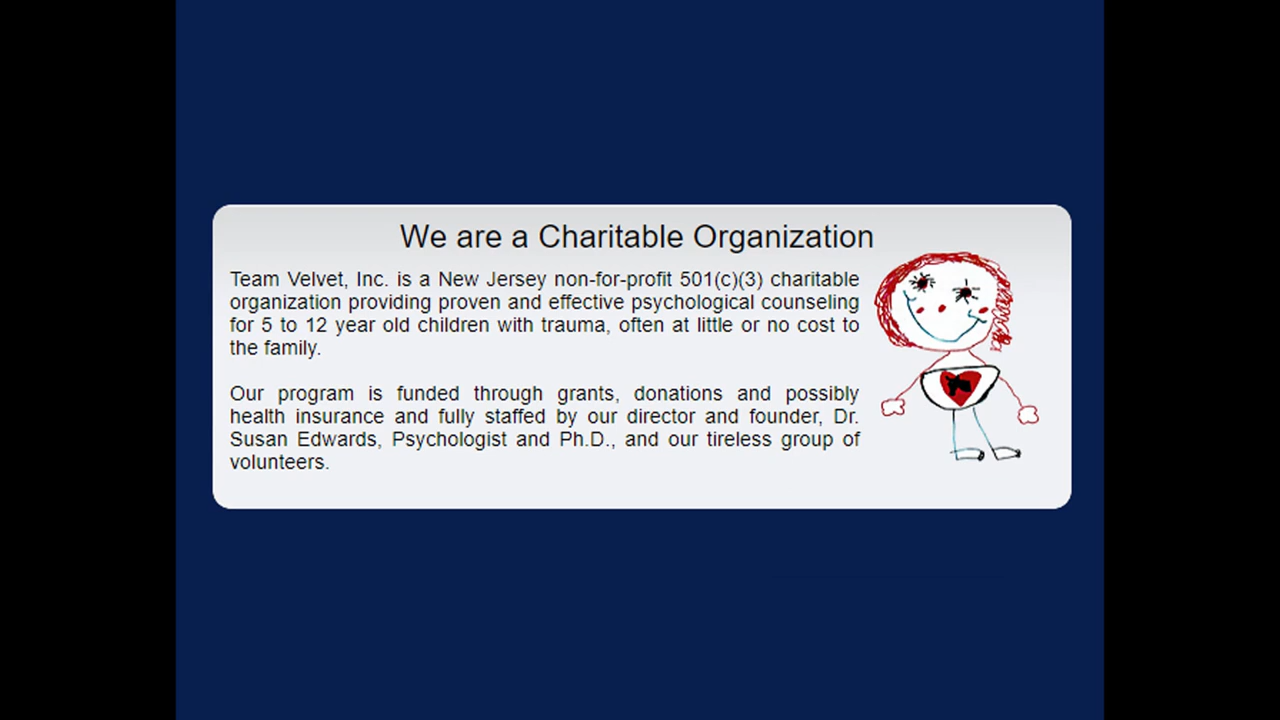 We are a Charitable Organization
Team Velvet, Inc. is a New Jersey non-for-profit 501(c)(3) charitable
organization providing proven and effective psychological counseling
for 5 to 12 year old children with trauma, often at little or no cost to
the family.
Our program is funded through grants, donations and possibly
health insurance and fully staffed by our director and founder, Dr.
Susan Edwards, Psychologist and Ph.D., and our tireless group of
volunteers.